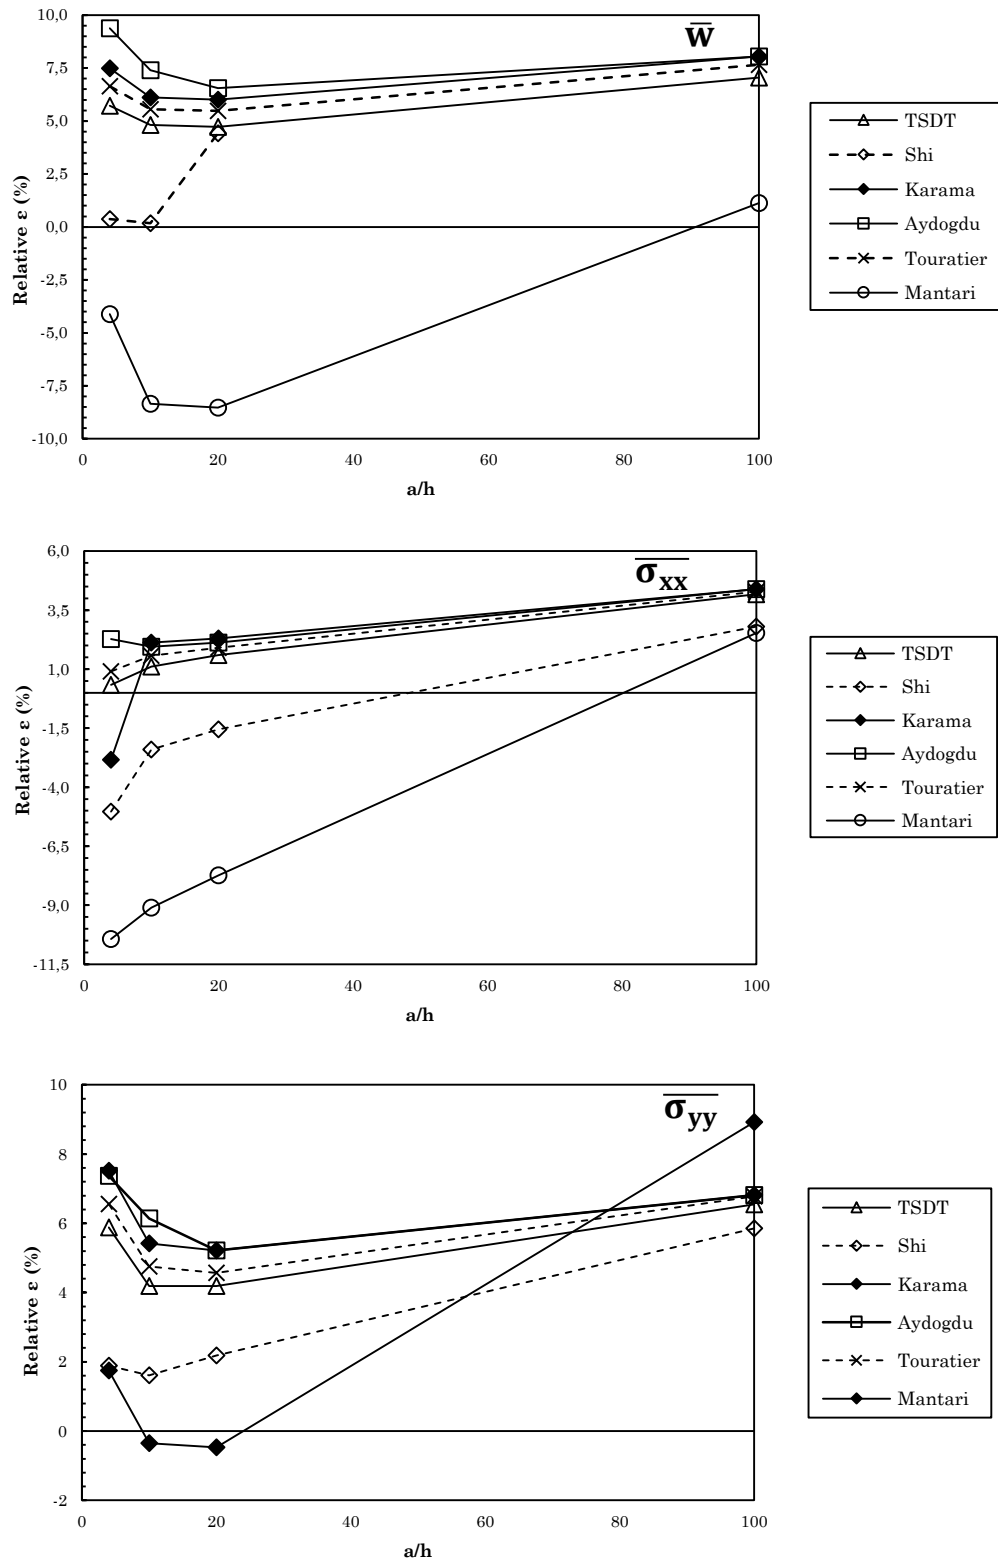 10,0
7,5
5,0
2,5
0,0
-2,5
-5,0
-7,5
-10,0
Relative ε (%)
w̅
0 20 40 60 80 100
a/h
TSDT
Shi
Karama
Aydogdu
Touratier
Mantari
6,0
3,5
1,0
-1,5
-4,0
-6,5
-9,0
-11,5
Relative ε (%)
σ̅xx
0 20 40 60 80 100
a/h
TSDT
Shi
Karama
Aydogdu
Touratier
Mantari
10
8
6
4
2
0
-2
Relative ε (%)
σ̅yy
0 20 40 60 80 100
a/h
TSDT
Shi
Karama
Aydogdu
Touratier
Mantari